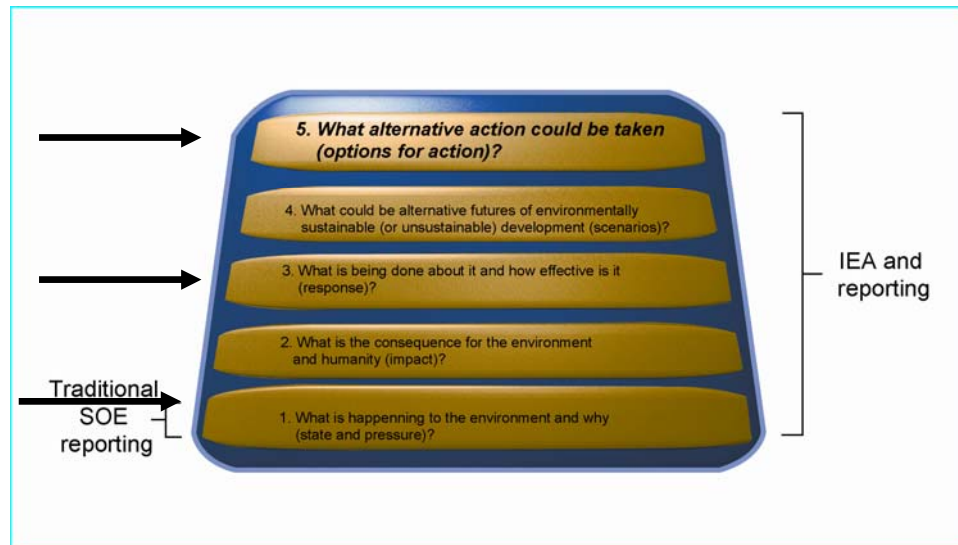 5. What alternative action could be taken
(options for action)?
4. What could be alternative futures of environmentally
sustainable (or unsustainable) development (scenarios)?
3. What is being done about it and how effective is it
(response)?
IEA and
reporting
2. What is the consequence for the environment
and humanity (impact)?
Traditional
SOE
reporting
1. What is happenning to the environment and why
(state and pressure)?